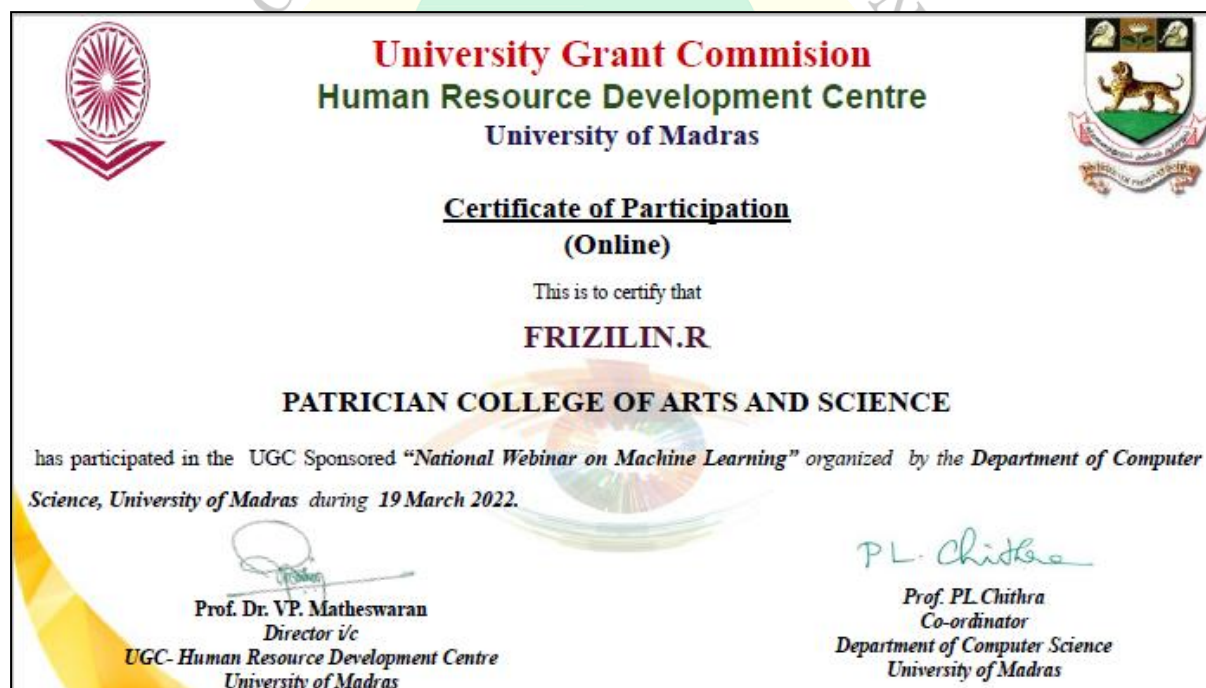 University Grant Commision
Human Resource Development Centre
University of Madras
Certificate of Participation
(Online)
This is to certify that
FRIZILIN.R
PATRICIAN COLLEGE OF ARTS AND SCIENCE
has participated in the UGC Sponsored “National Webinar on Machine Learning” organized by the Department of Computer
Science, University of Madras during 19 March 2022.
PL. Chithra
Prof. Dr. VP. Matheswaran
Director i/c
UGC- Human Resource Development Centre
University of Madras
Prof. PL.Chithra
Co-ordinator
Department of Computer Science
University of Madras